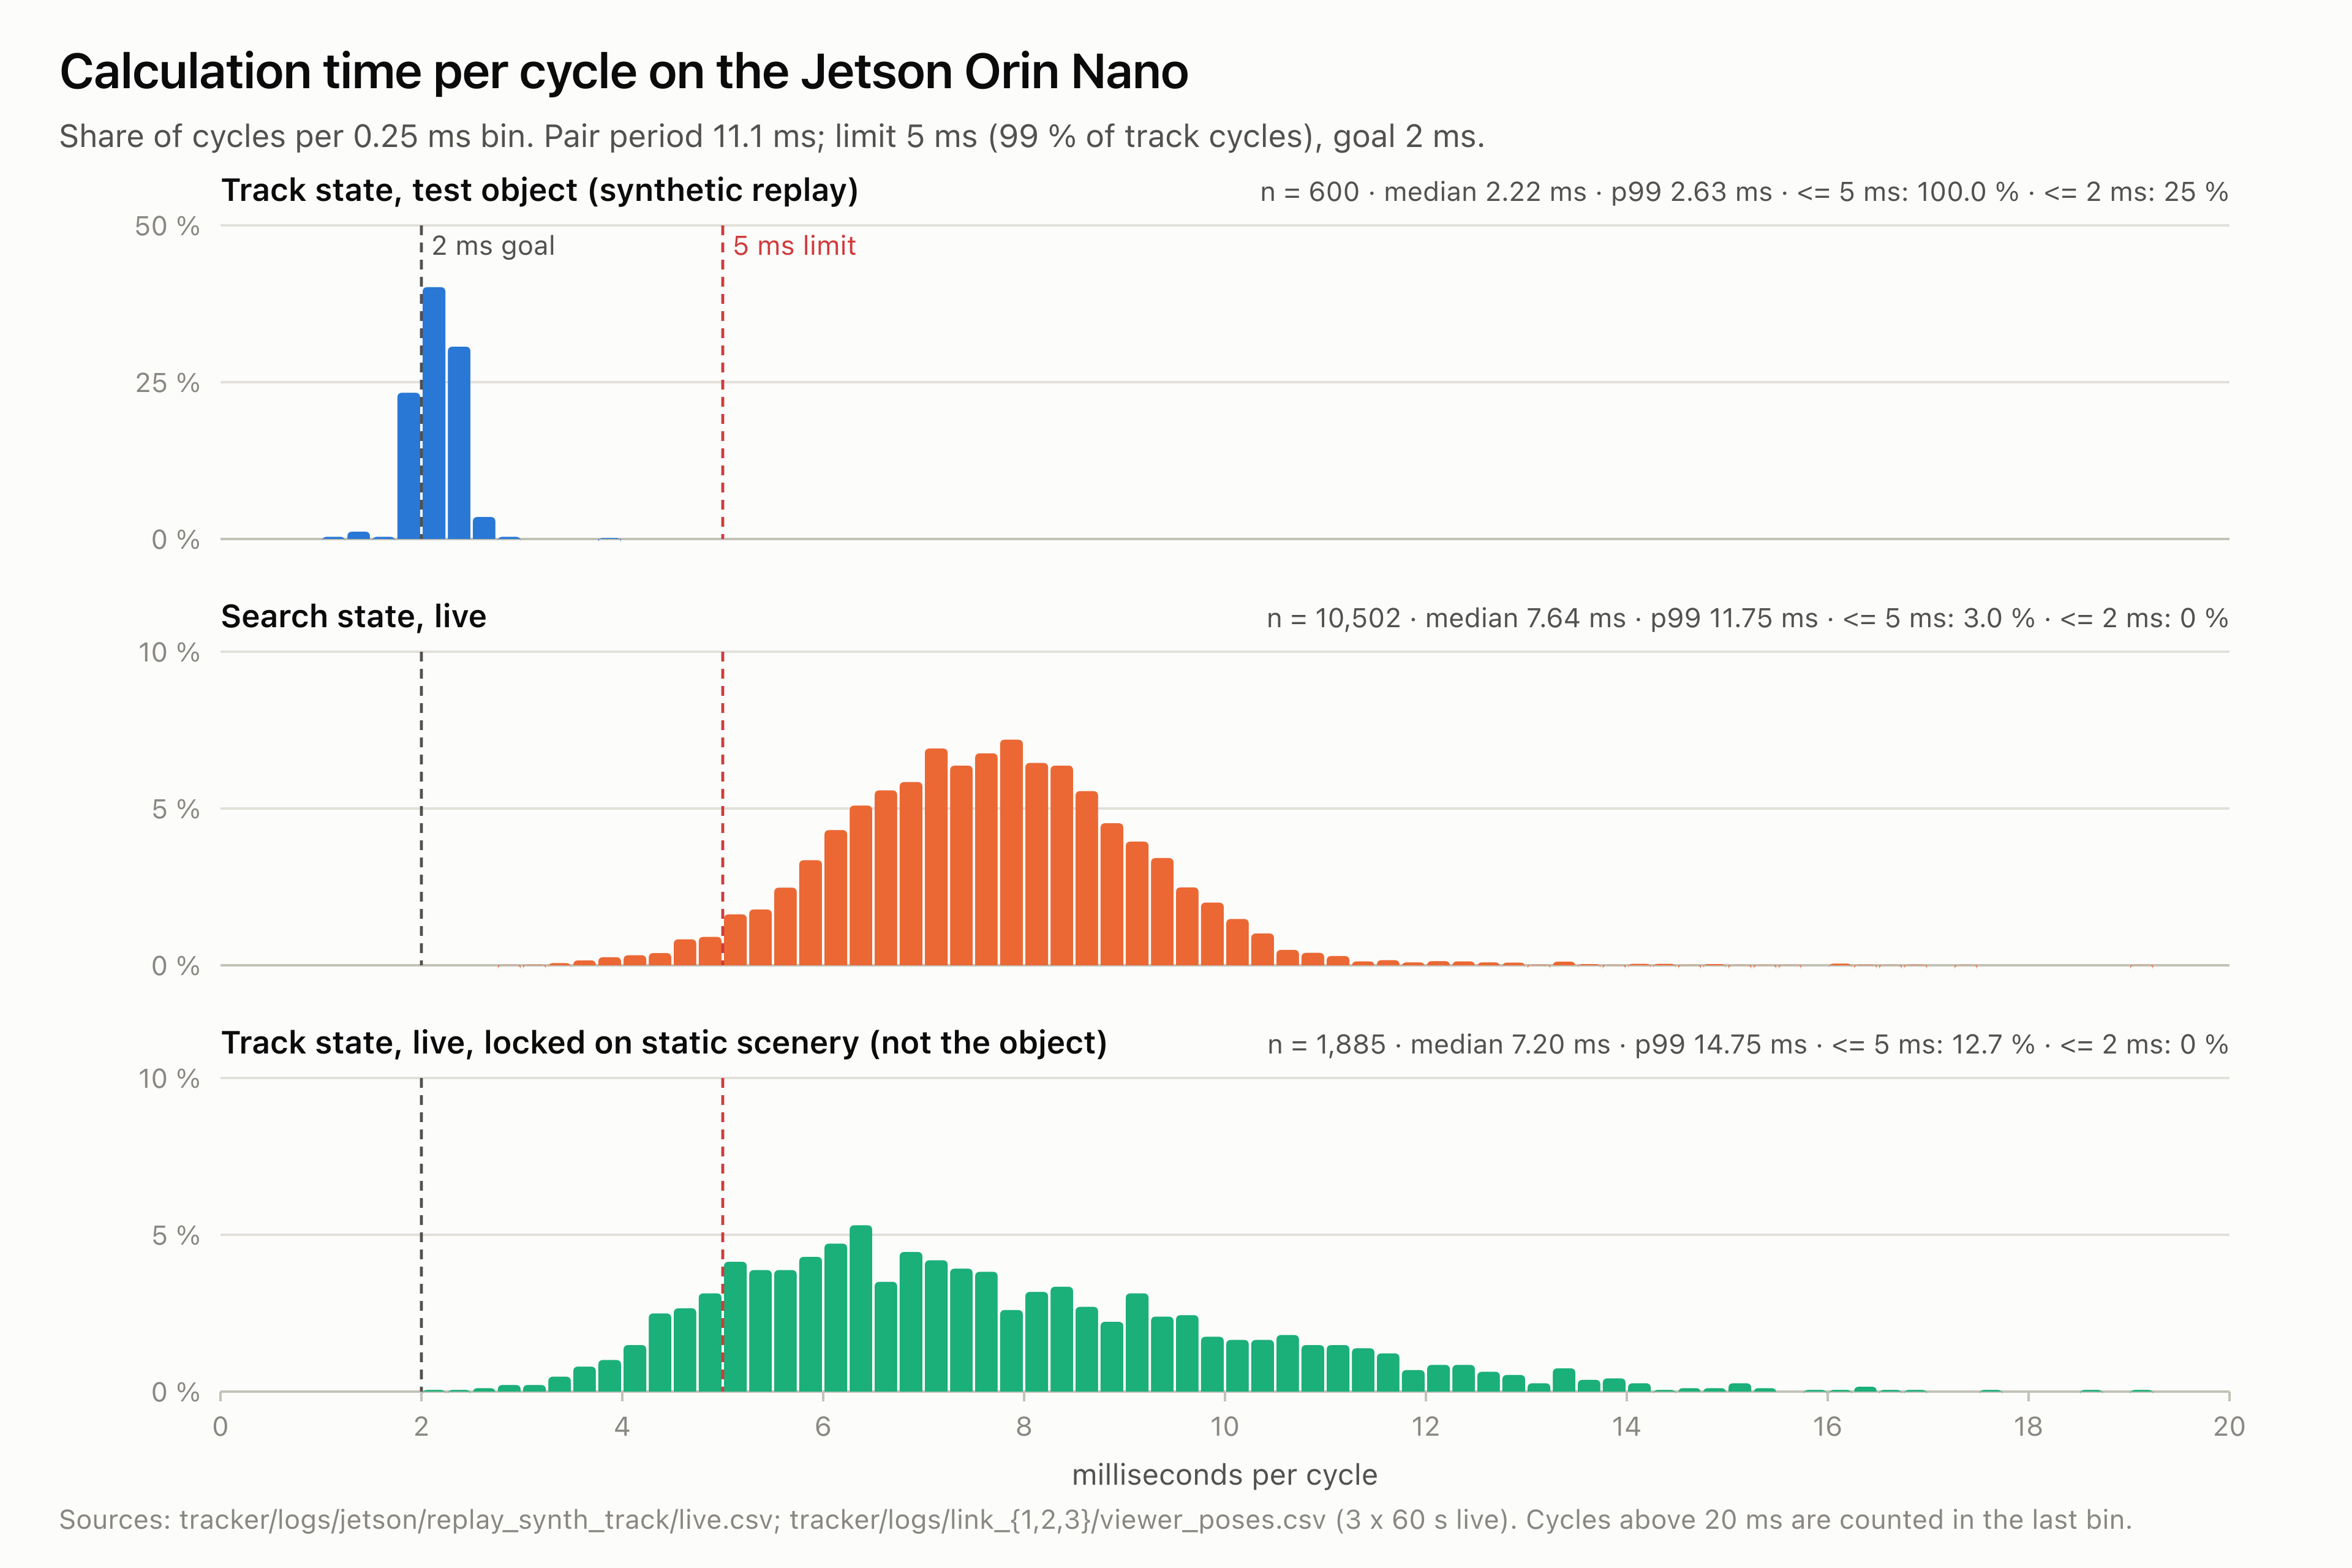 Calculation time per cycle on the Jetson Orin Nano
Share of cycles per 0.25 ms bin. Pair period 11.1 ms; limit 5 ms (99 % of track cycles), goal 2 ms.
Track state, test object (synthetic replay)
n = 600 · median 2.22 ms · p99 2.63 ms · <= 5 ms: 100.0 % · <= 2 ms: 25 %
50 %
2 ms goal
5 ms limit
25 %
0 %
Search state, live
n = 10,502 · median 7.64 ms · p99 11.75 ms · <= 5 ms: 3.0 % · <= 2 ms: 0 %
10 %
5 %
0 %
Track state, live, locked on static scenery (not the object)
n = 1,885 · median 7.20 ms · p99 14.75 ms · <= 5 ms: 12.7 % · <= 2 ms: 0 %
10 %
5 %
0 %
0 2 4 6 8 10 12 14 16 18 20
milliseconds per cycle
Sources: tracker/logs/jetson/replay_synth_track/live.csv; tracker/logs/link_{1,2,3}/viewer_poses.csv (3 x 60 s live). Cycles above 20 ms are counted in the last bin.